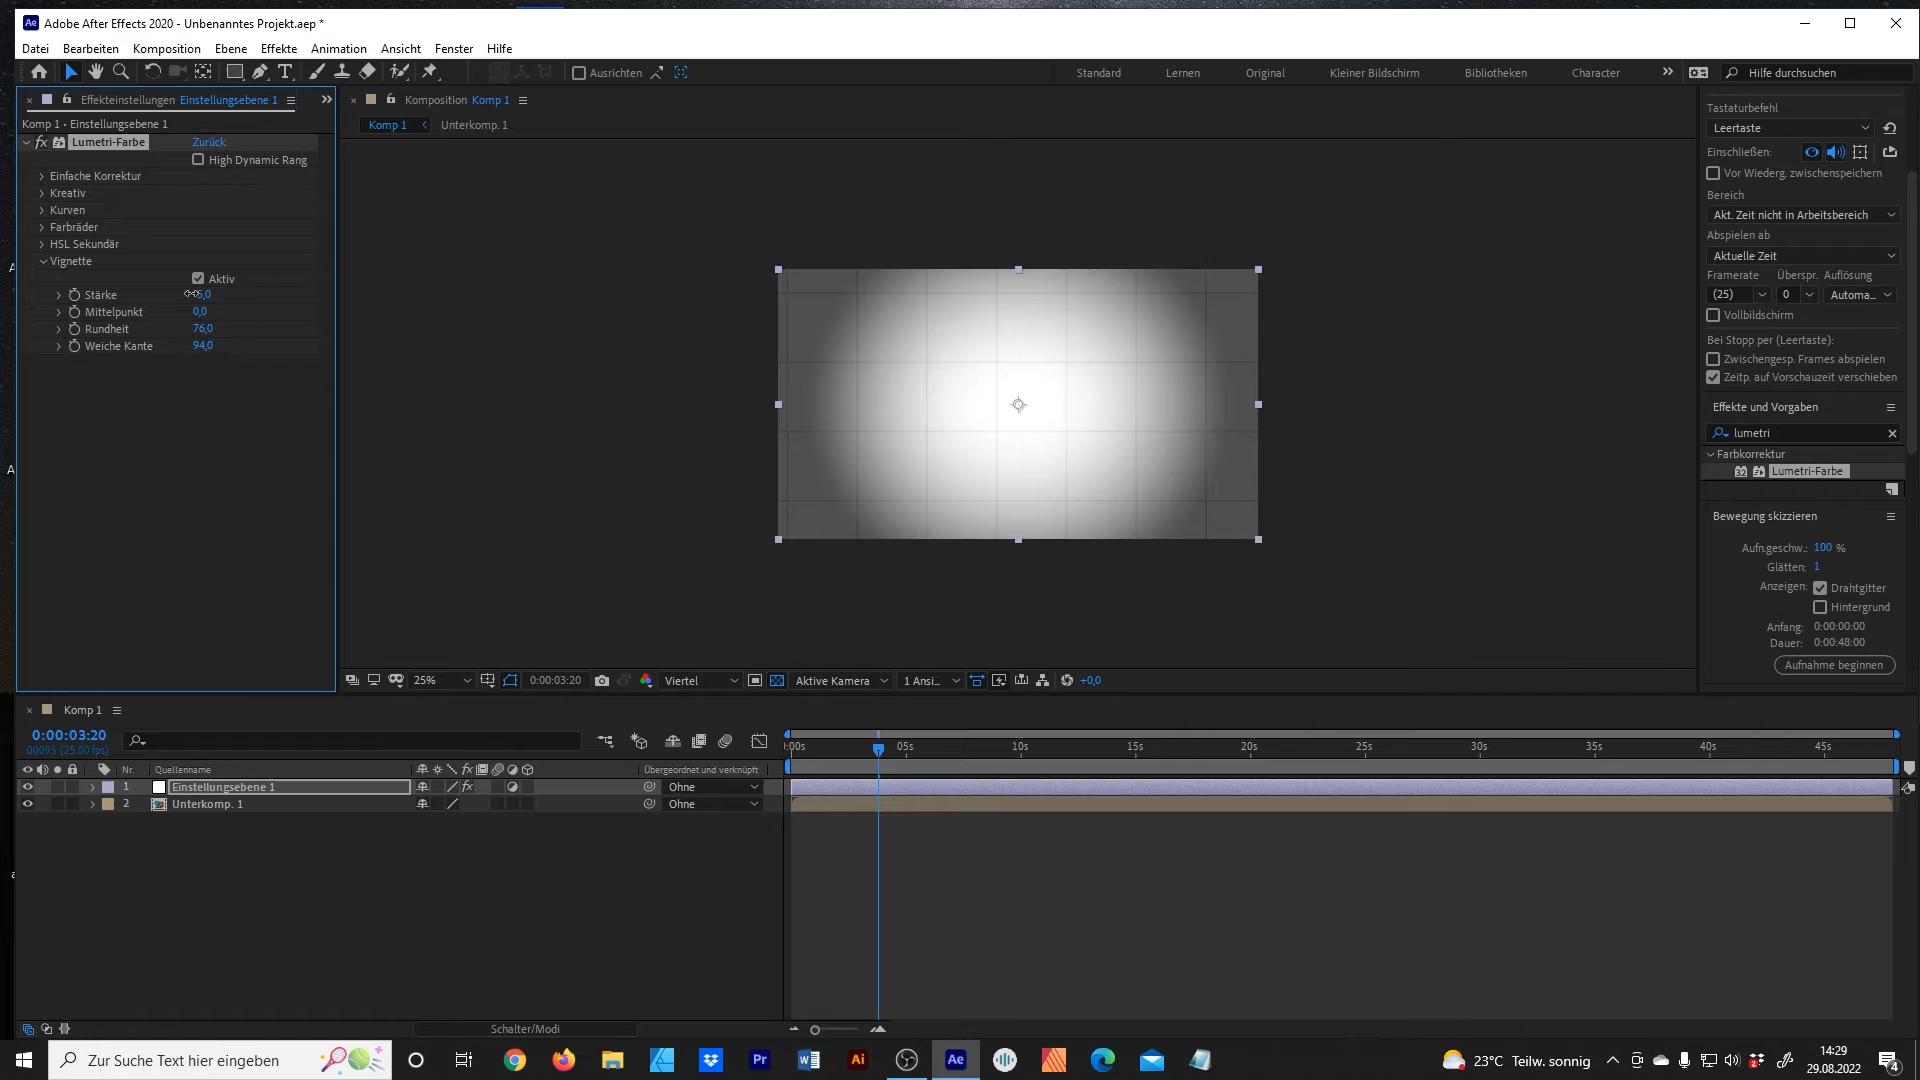 Adobe After Effects 2020 - Unbenanntes Projekt.aep *
Datei Bearbeiten Komposition Ebene Effekte Animation Ansicht Fenster Hilfe
Ausrichten Standard Lernen Original Kleiner Bildschirm Bibliotheken Character Hilfe durchsuchen
Effekteinstellungen Einstellungsebene 1
Komp 1 • Einstellungsebene 1
Lumetri-Farbe Zurück
High Dynamic Rang
Einfache Korrektur
Kreativ
Kurven
Farbräder
HSL Sekundär
Vignette
Aktiv
Stärke
Mittelpunkt 0,0
Rundheit 76,0
Weiche Kante 94,0
Komposition Komp 1
Komp 1 Unterkomp. 1
25% 0:00:03:20 Viertel Aktive Kamera 1 Ansi... +0,0
Tastaturbefehl
Leertaste
Einschließen:
Vor Wiederg. zwischenspeichern
Bereich
Akt. Zeit nicht in Arbeitsbereich
Abspielen ab
Aktuelle Zeit
Framerate Überspr. Auflösung
(25) 0 Automa...
Vollbildschirm
Bei Stopp per (Leertaste):
Zwischengesp. Frames abspielen
Zeitp. auf Vorschauzeit verschieben
Effekte und Vorgaben
lumetri
Farbkorrektur
32 Lumetri-Farbe
Bewegung skizzieren
Aufn.geschw.: 100 %
Glätten: 1
Anzeigen: Drahtgitter
Hintergrund
Anfang: 0:00:00:00
Dauer: 0:00:48:00
Aufnahme beginnen
Komp 1
0:00:03:20
00095 (25.00 fps)
:00s 05s 10s 15s 20s 25s 30s 35s 40s 45s
Nr. Quellenname Übergeordnet und verknüpft
1 Einstellungsebene 1 Ohne
2 Unterkomp. 1 Ohne
Schalter/Modi
Zur Suche Text hier eingeben
Pr Ai Ae
23°C Teilw. sonnig
14:29
29.08.2022
4